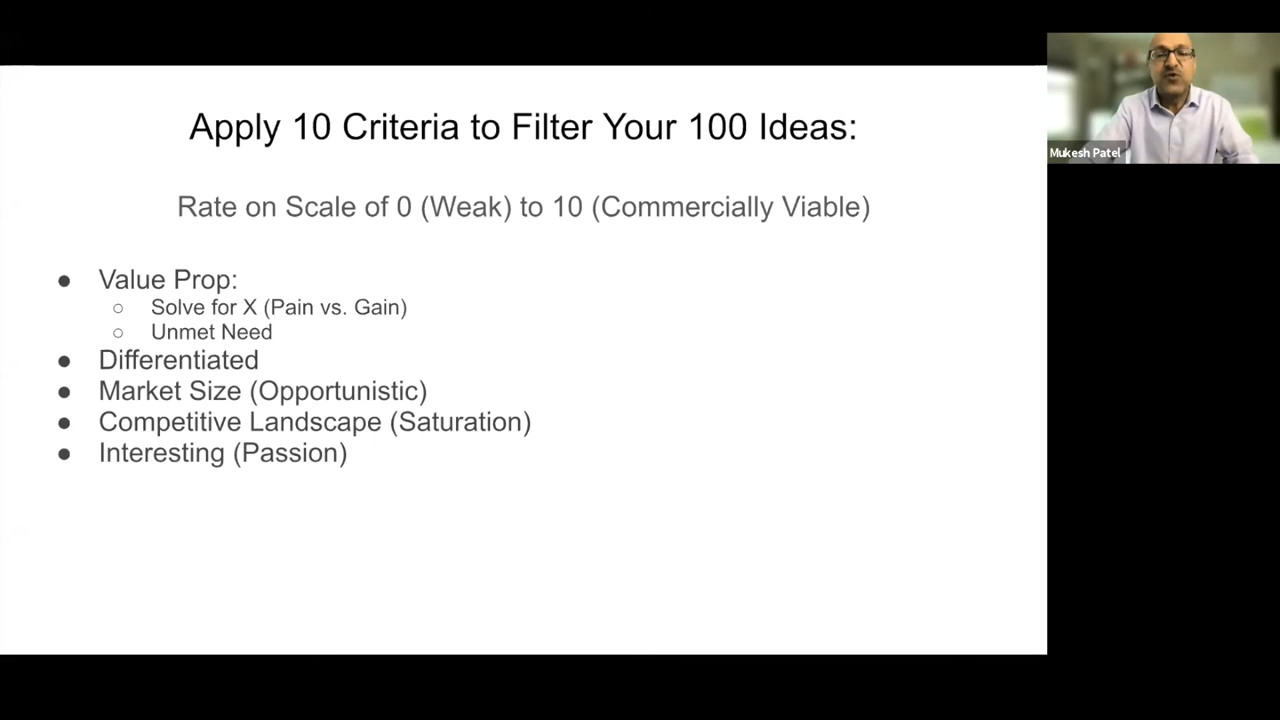 Apply 10 Criteria to Filter Your 100 Ideas:
Rate on Scale of 0 (Weak) to 10 (Commercially Viable)
● Value Prop:
○ Solve for X (Pain vs. Gain)
○ Unmet Need
● Differentiated
● Market Size (Opportunistic)
● Competitive Landscape (Saturation)
● Interesting (Passion)
Mukesh Patel